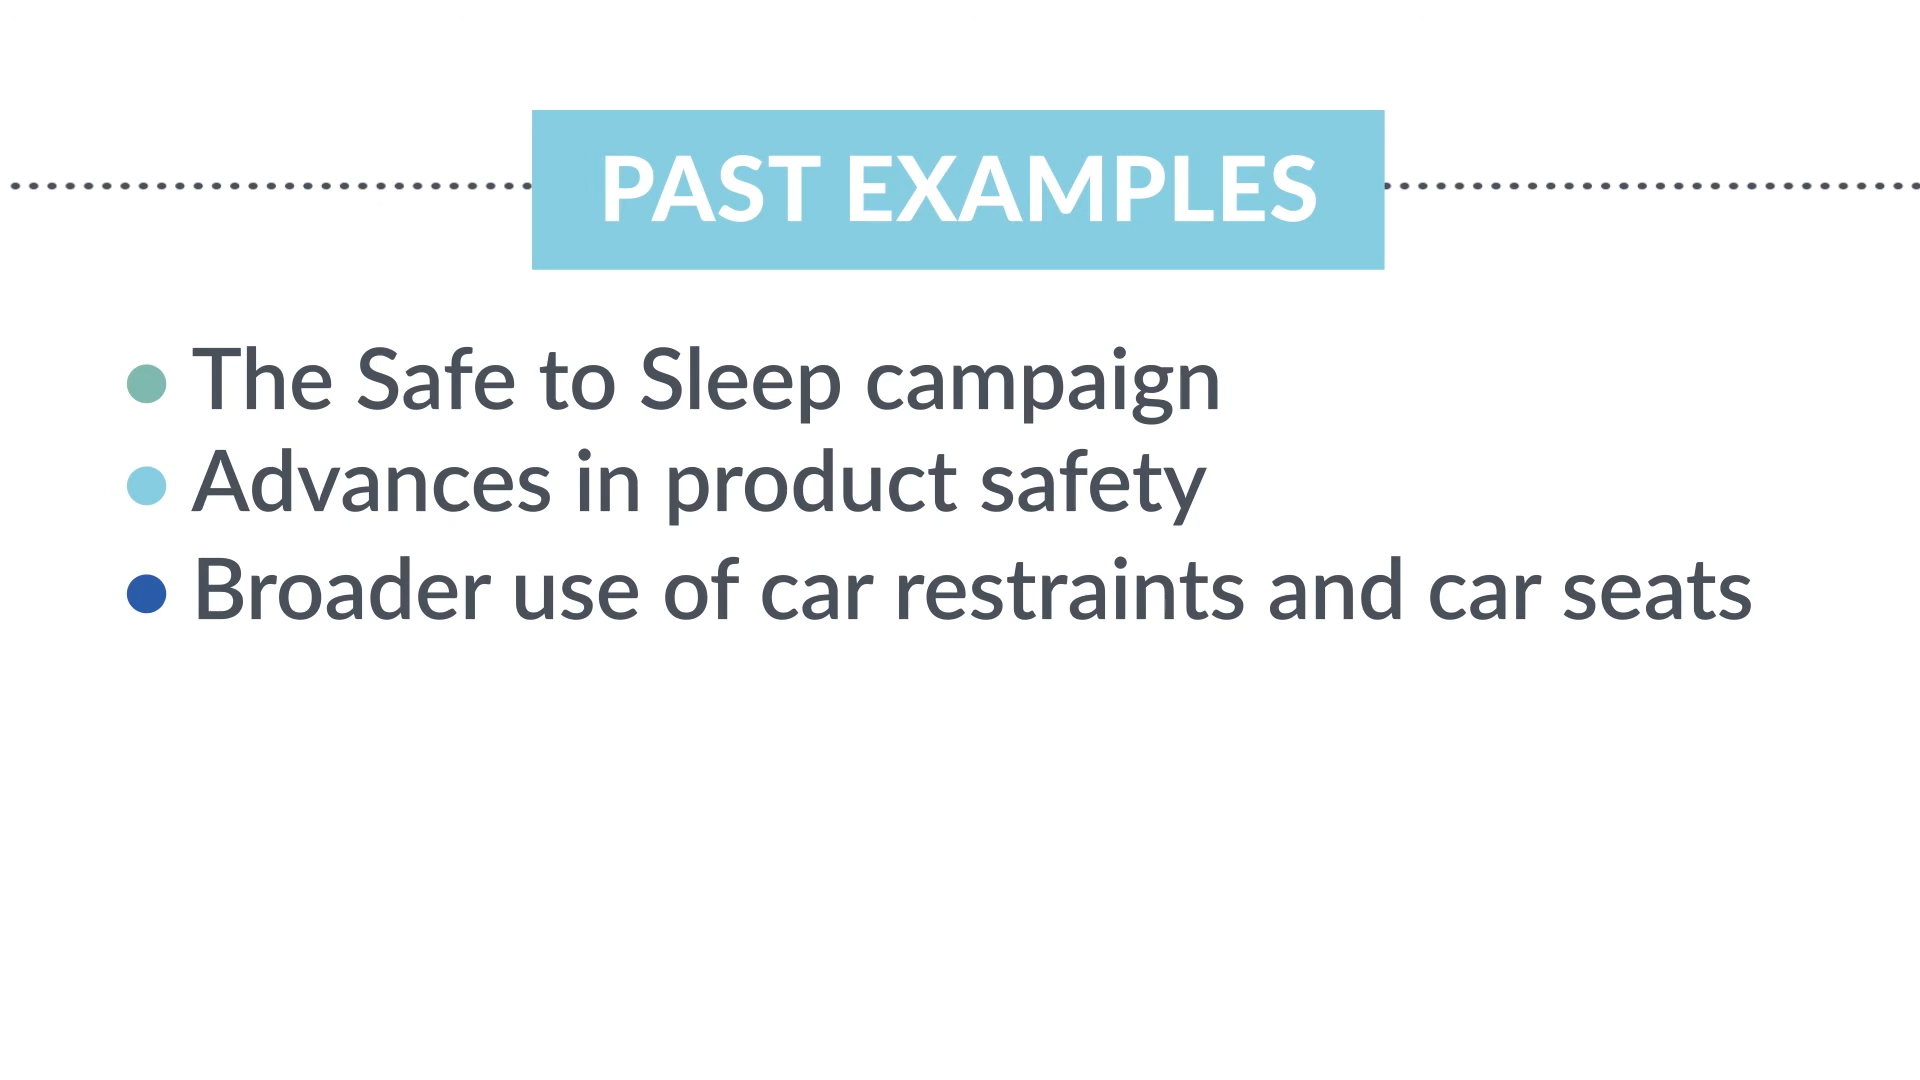 PAST EXAMPLES
The Safe to Sleep campaign
Advances in product safety
Broader use of car restraints and car seats